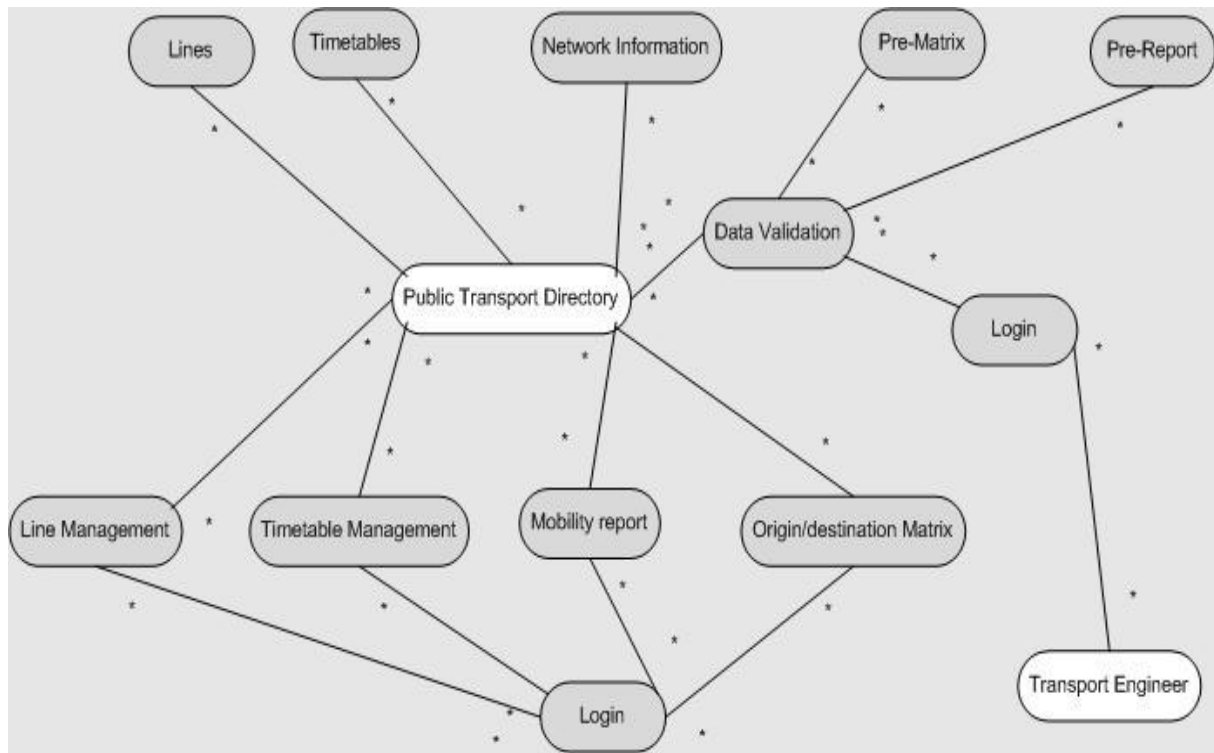 Lines
Timetables
Network Information
Pre-Matrix
Pre-Report
*
*
*
*
*
*
*
*
*
*
*
*
*
Data Validation
*
Public Transport Directory
*
*
Login
*
*
*
*
*
*
*
*
Line Management
*
Timetable Management
Mobility report
Origin/destination Matrix
*
*
*
*
*
*
Transport Engineer
Login
*
*
*